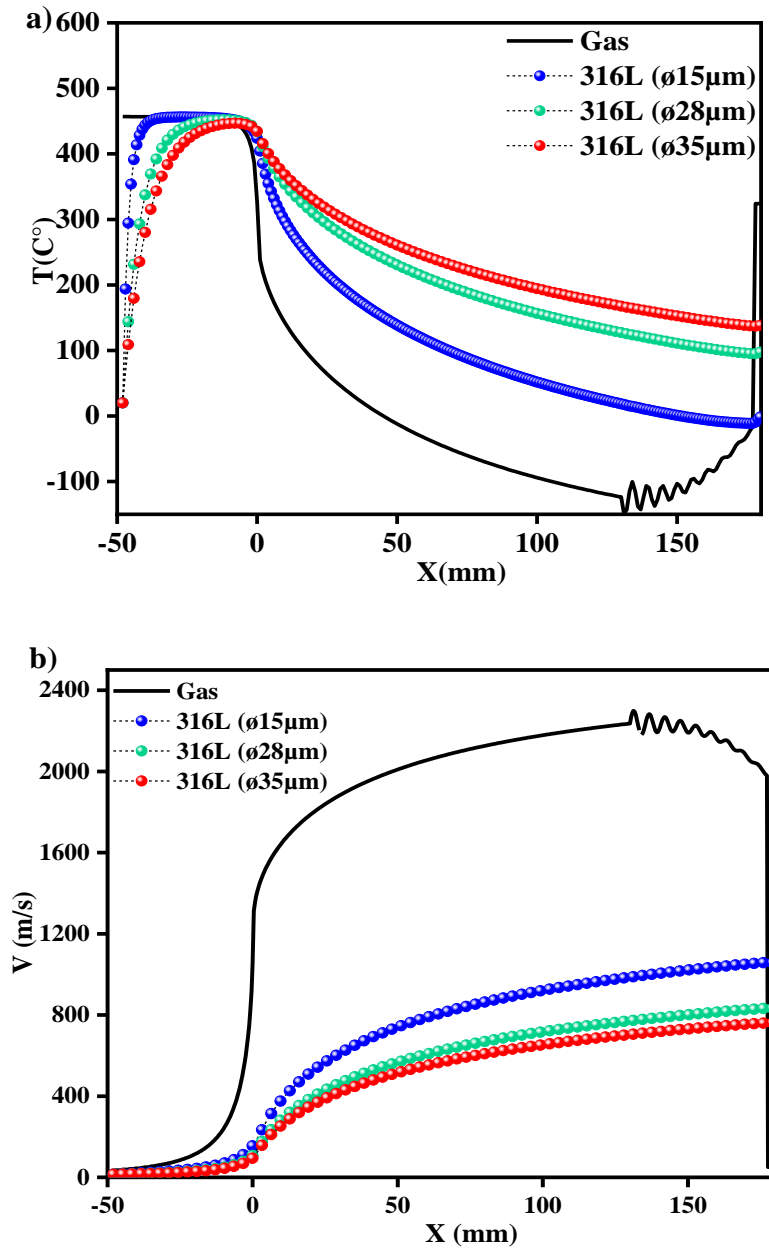 a)
600
500
400
300
200
100
0
-100
T(C°)
Gas
316L (ø15µm)
316L (ø28µm)
316L (ø35µm)
-50
0
50
100
150
X(mm)
b)
2400
2000
1600
1200
800
400
0
V (m/s)
Gas
316L (ø15µm)
316L (ø28µm)
316L (ø35µm)
-50
0
50
100
150
X (mm)